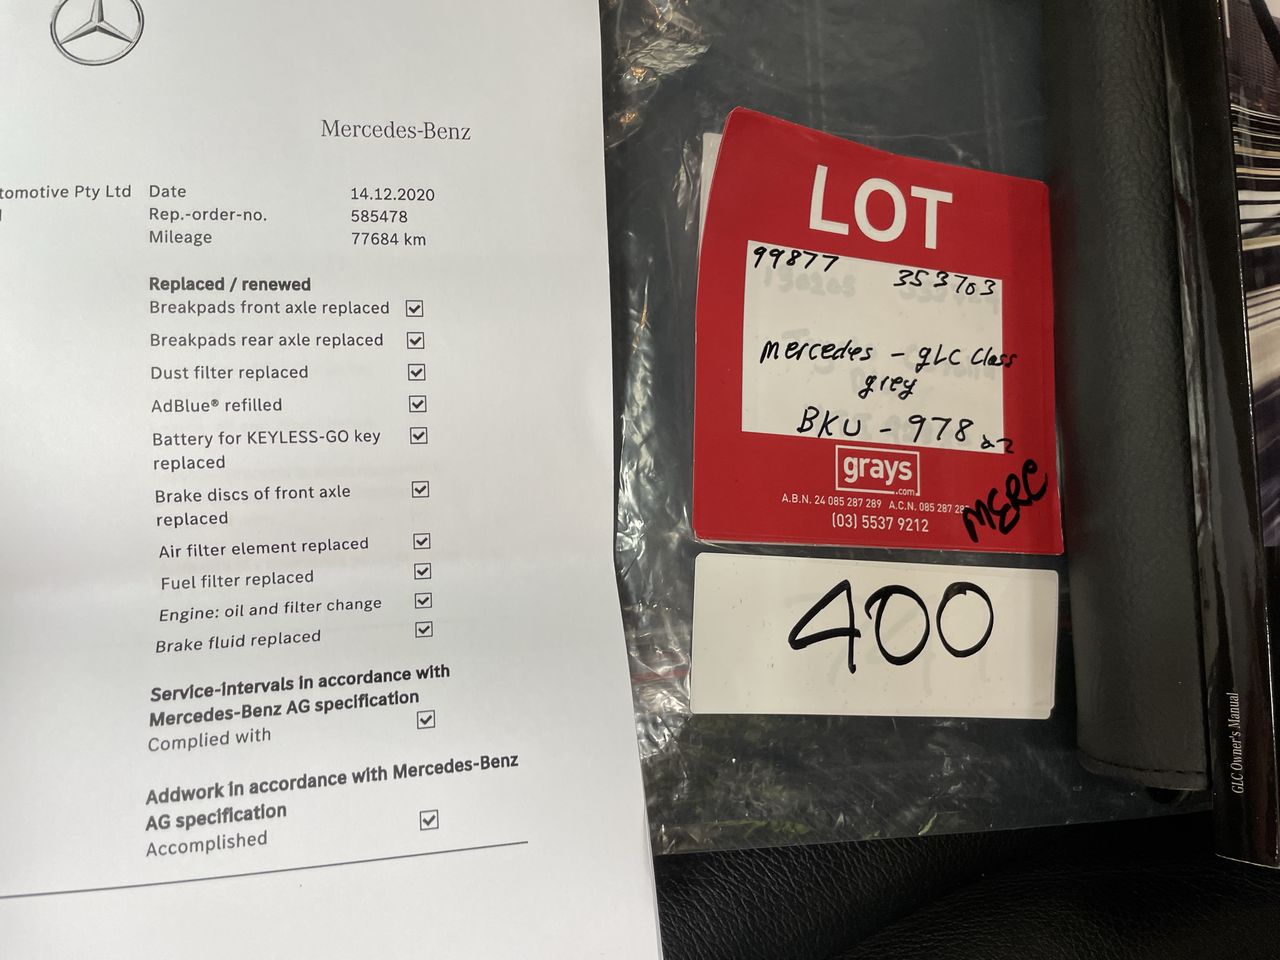 Mercedes-Benz
tomotive Pty Ltd
Date 14.12.2020
Rep.-order-no. 585478
Mileage 77684 km
Replaced / renewed
Breakpads front axle replaced
Breakpads rear axle replaced
Dust filter replaced
AdBlue® refilled
Battery for KEYLESS-GO key
replaced
Brake discs of front axle
replaced
Air filter element replaced
Fuel filter replaced
Engine: oil and filter change
Brake fluid replaced
Service-intervals in accordance with
Mercedes-Benz AG specification
Complied with
Addwork in accordance with Mercedes-Benz
AG specification
Accomplished
LOT
99877 353703
Mercedes - GLC Class
grey
BKU - 978
grays
.com
A.B.N. 24 085 287 289 A.C.N. 085 287 28
(03) 5537 9212
MERC
400
GLC Owner's Manual